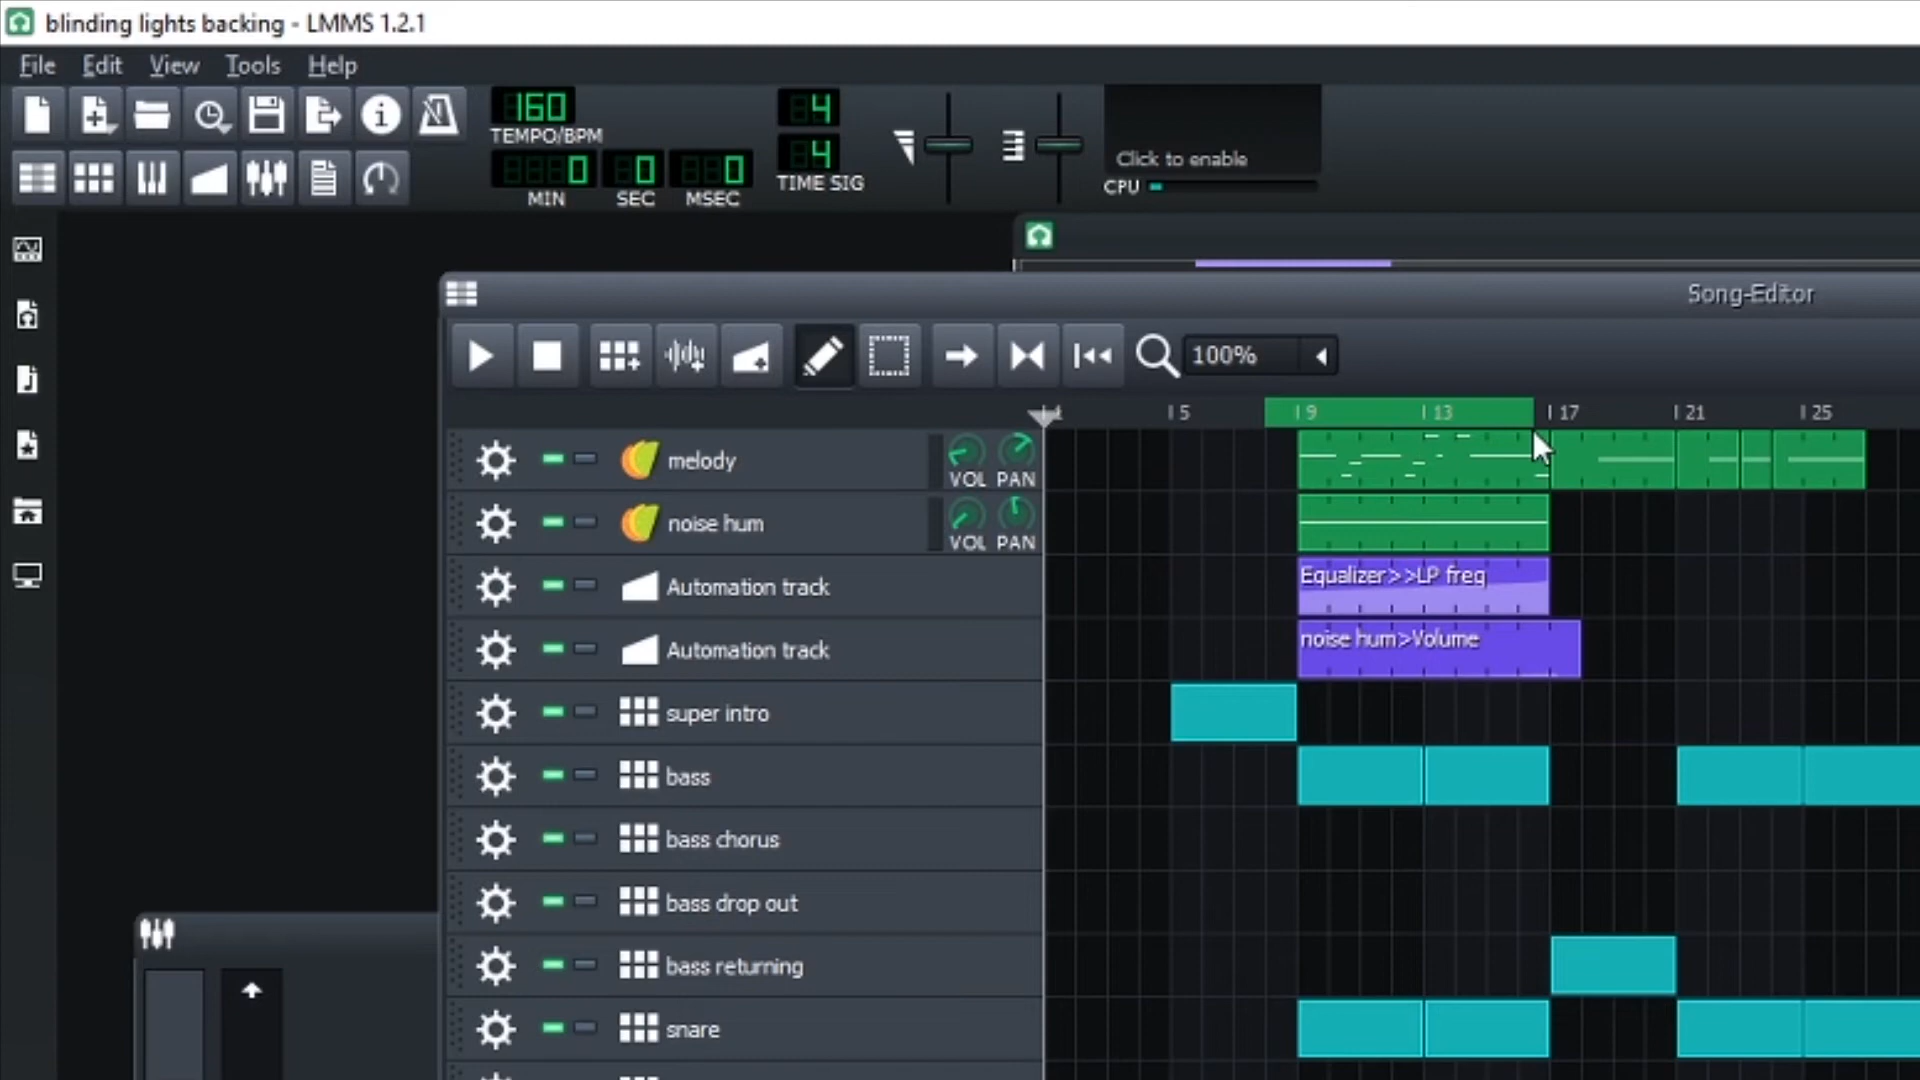 blinding lights backing - LMMS 1.2.1
File Edit View Tools Help
160
TEMPO/BPM
4
4
TIME SIG
0 0 0
MIN SEC MSEC
Click to enable
CPU
Song-Editor
100%
5 9 13 17 21 25
melody
VOL PAN
noise hum
VOL PAN
Automation track
Equalizer>>LP freq
Automation track
noise hum>Volume
super intro
bass
bass chorus
bass drop out
bass returning
snare